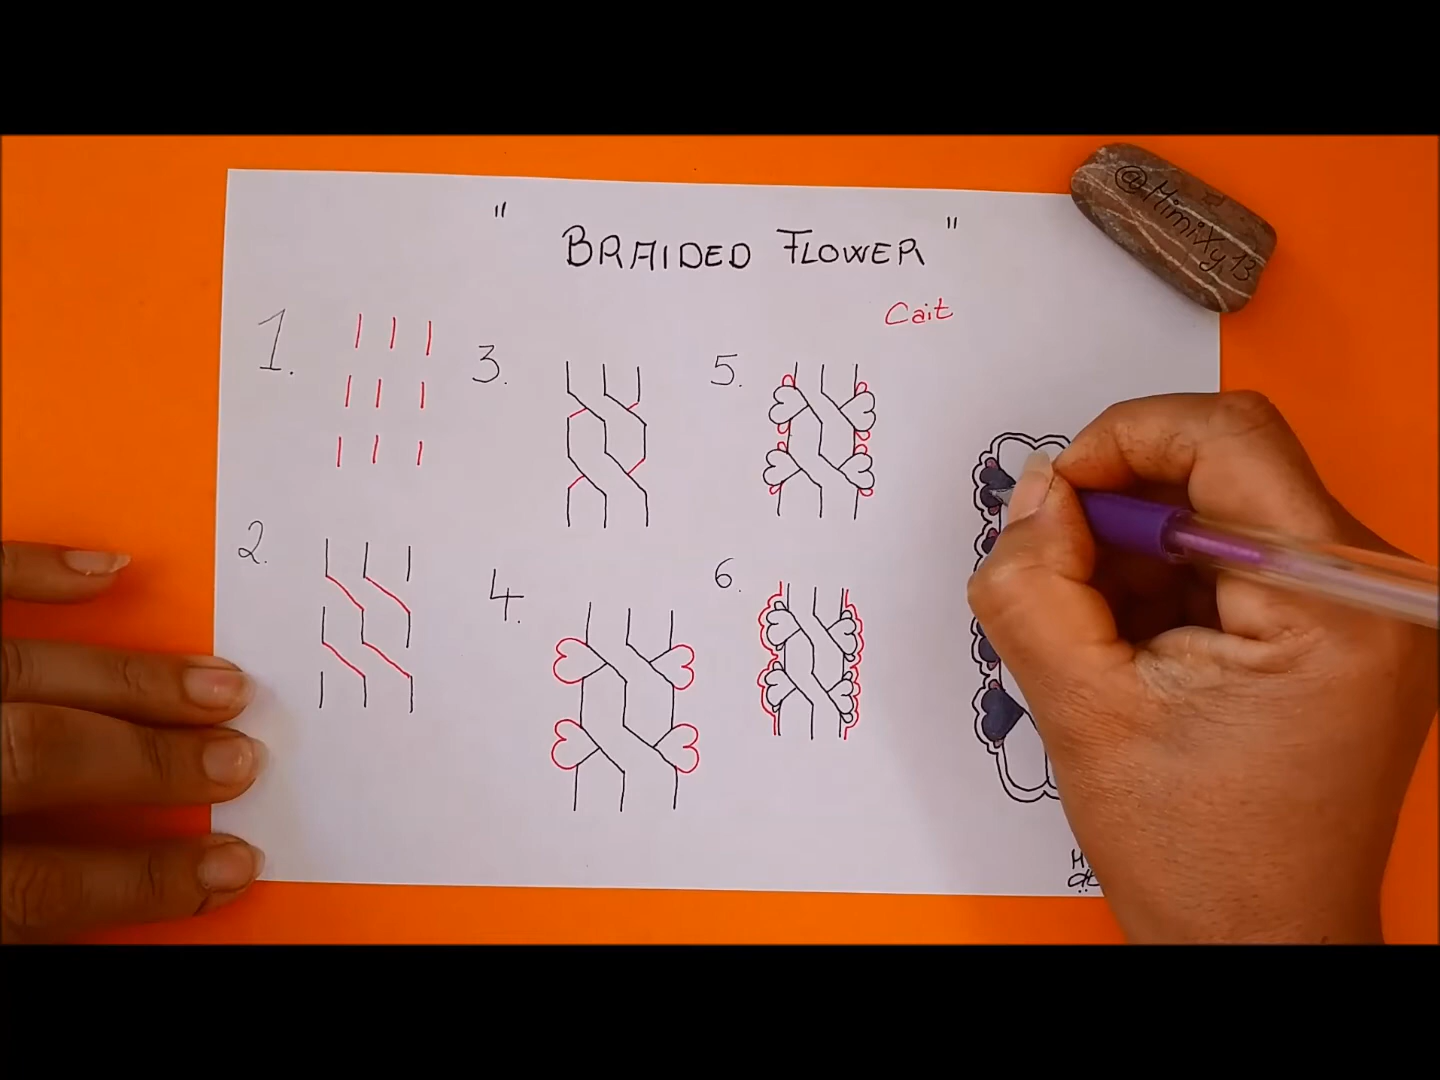 " BRAIDED FLOWER "
Cait
@MimiXy13
1.
2.
3.
4.
5.
6.